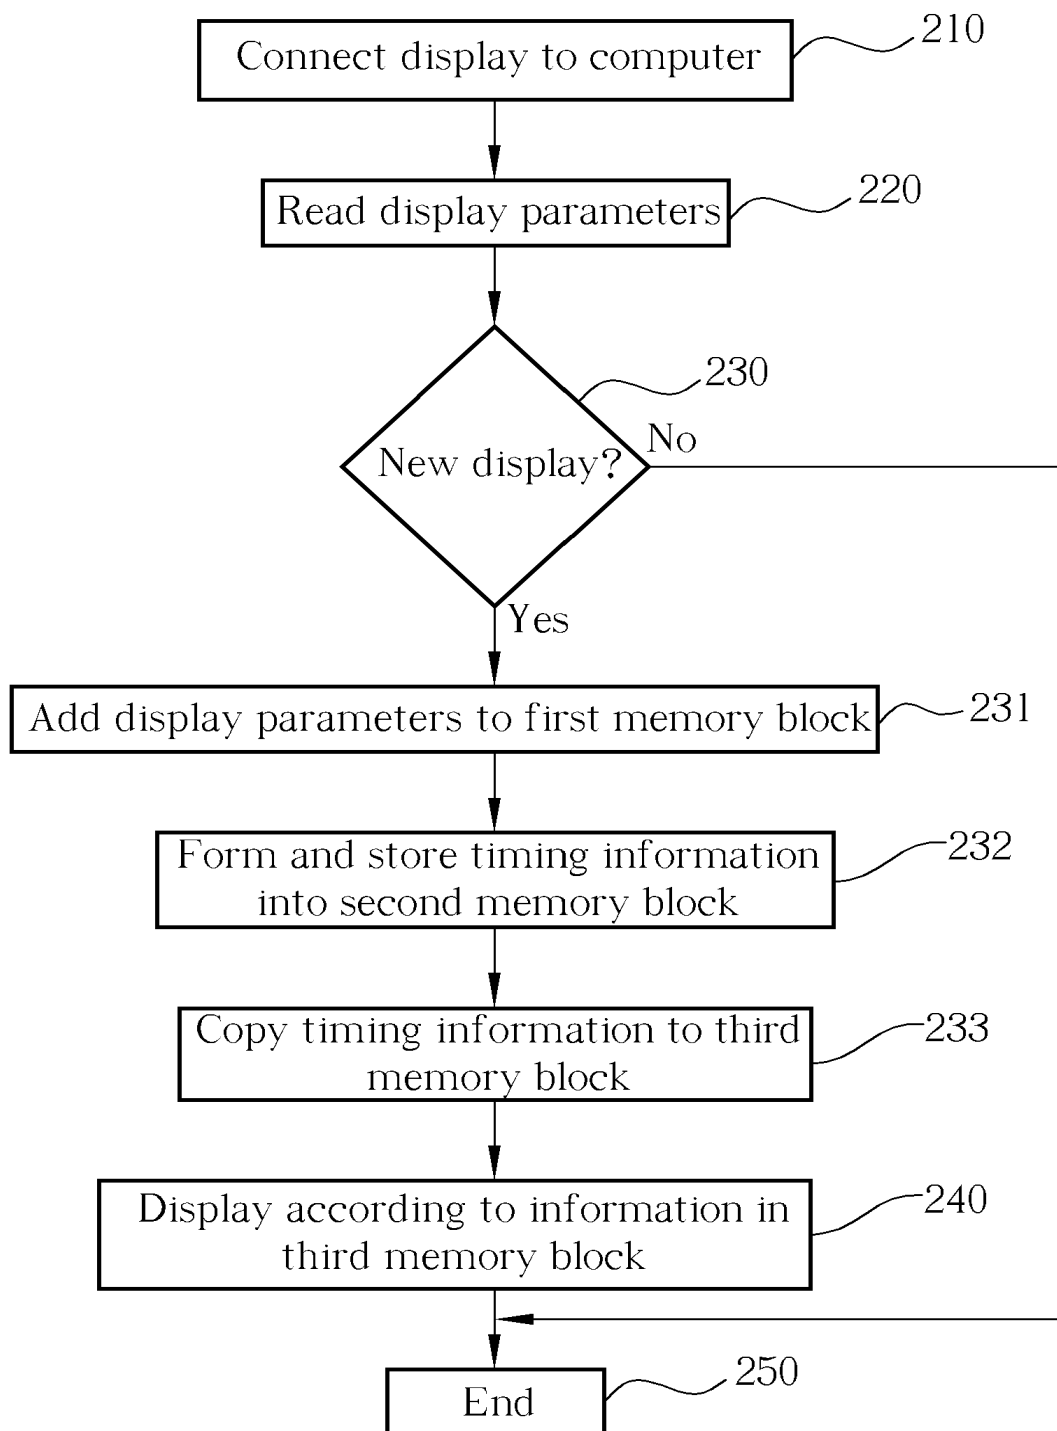 Connect display to computer
210
Read display parameters
220
230
New display?
No
Yes
Add display parameters to first memory block
231
Form and store timing information
into second memory block
232
Copy timing information to third
memory block
233
Display according to information in
third memory block
240
End
250